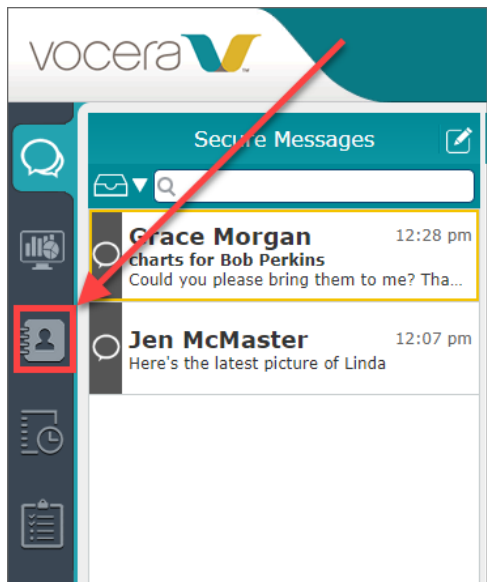 vocera
Secure Messages
Grace Morgan 12:28 pm
charts for Bob Perkins
Could you please bring them to me? Tha...
Jen McMaster 12:07 pm
Here's the latest picture of Linda